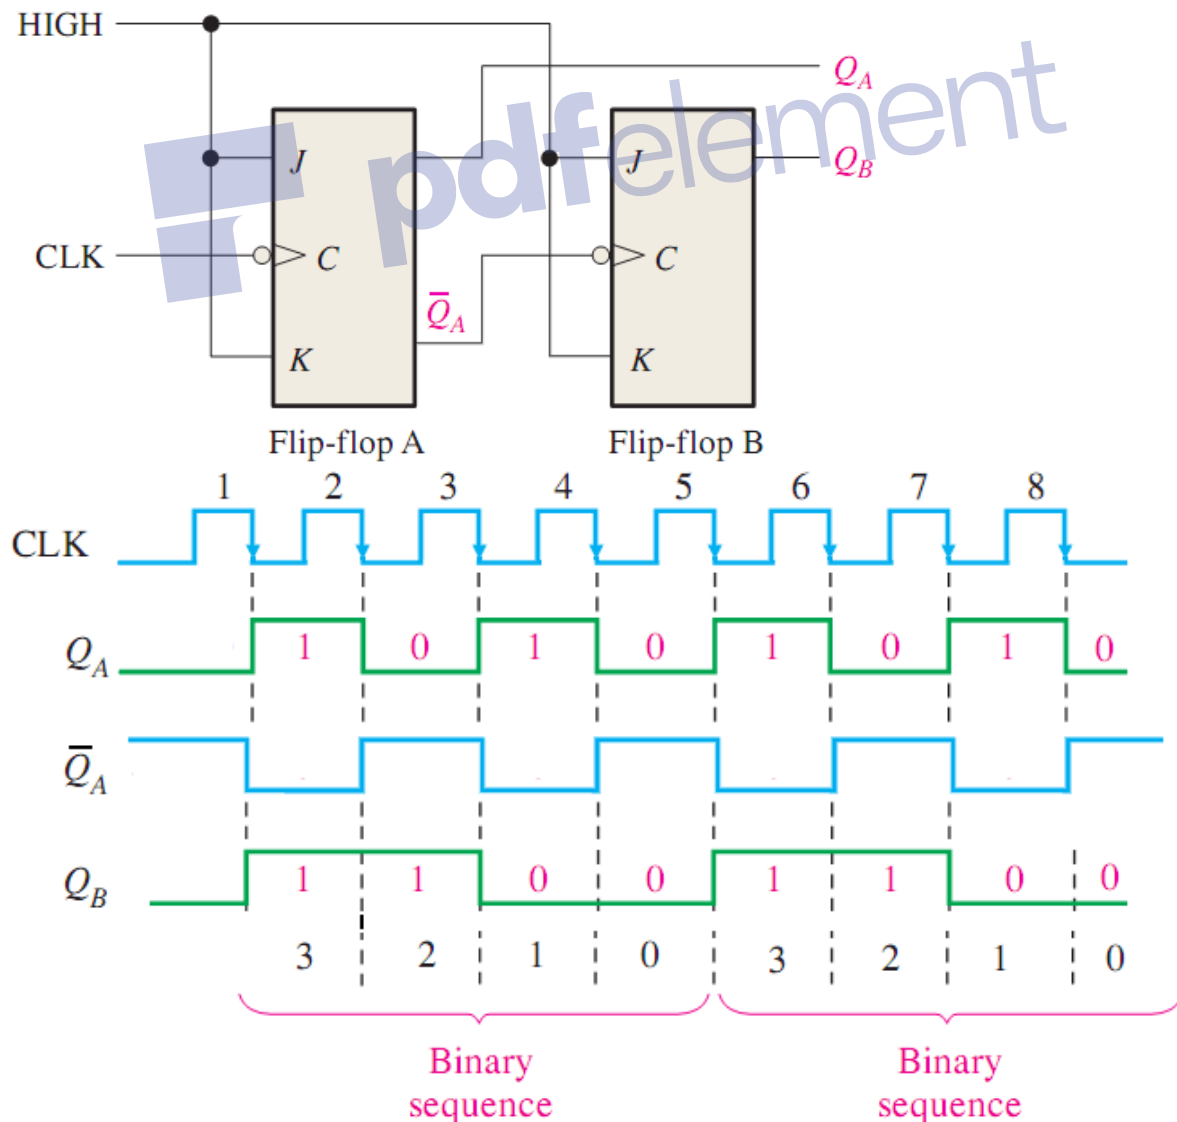 HIGH
Q_A
Q_B
J
J
CLK
C
C
Q̅_A
K
K
Flip-flop A
Flip-flop B
pdfelement
1 2 3 4 5 6 7 8
CLK
Q_A 1 0 1 0 1 0 1 0
Q̅_A
Q_B 1 1 0 0 1 1 0 0
3 2 1 0 3 2 1 0
Binary
sequence
Binary
sequence